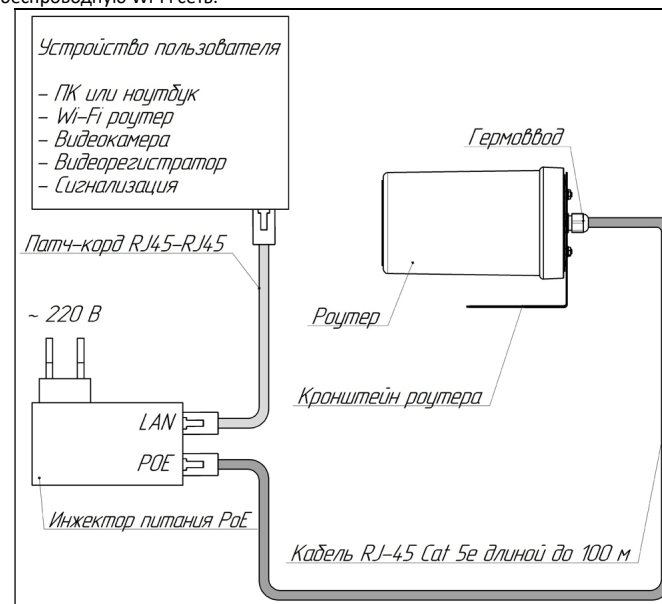 беспроводную Wi-Fi сеть.
Устройство пользователя
– ПК или ноутбук
– Wi-Fi роутер
– Видеокамера
– Видеорегистратор
– Сигнализация
Гермоввод
Патч-корд RJ45-RJ45
~ 220 В
Роутер
Кронштейн роутера
LAN
POE
Инжектор питания PoE
Кабель RJ-45 Cat 5e длиной до 100 м